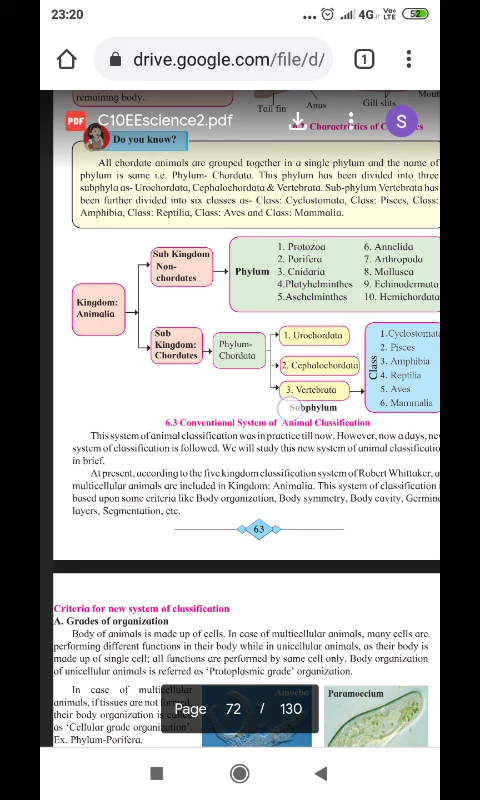 23:20
4G
Vo LTE
52
drive.google.com/file/d/
1
remaining body.
Tail fin
Anus
Gill slits
PDF
C10EEscience2.pdf
S
Do you know?
All chordate animals are grouped together in a single phylum and the name of
phylum is same i.e. Phylum- Chordata. This phylum has been divided into three
subphyla as- Urochordata, Cephalochordata & Vertebrata. Sub-phylum Vertebrata has
been further divided into six classes as- Class: Cyclostomata, Class: Pisces, Class:
Amphibia, Class: Reptilia, Class: Aves and Class: Mammalia.
Kingdom:
Animalia
Sub Kingdom
Non-
chordates
Phylum
1. Protozoa
2. Porifera
3. Cnidaria
4.Platyhelminthes
5.Aschelminthes
6. Annelida
7. Arthropoda
8. Mollusca
9. Echinodermata
10. Hemichordata
Sub
Kingdom:
Chordates
Phylum-
Chordata
1. Urochordata
2. Cephalochordata
3. Vertebrata
Subphylum
Class
1.Cyclostomata
2. Pisces
3. Amphibia
4. Reptilia
5. Aves
6. Mammalia
6.3 Conventional System of Animal Classification
This system of animal classification was in practice till now. However, now a days, new
system of classification is followed. We will study this new system of animal classificatio
in brief.
At present, according to the five kingdom classification system of Robert Whittaker, a
multicellular animals are included in Kingdom: Animalia. This system of classification
based upon some criteria like Body organization, Body symmetry, Body cavity, Germin
layers, Segmentation, etc.
63
Criteria for new system of classification
A. Grades of organization
Body of animals is made up of cells. In case of multicellular animals, many cells are
performing different functions in their body while in unicellular animals, as their body is
made up of single cell; all functions are performed by same cell only. Body organization
of unicellular animals is referred as 'Protoplasmic grade' organization.
In case of multicellular
animals, if tissues are not formed
their body organization is
as 'Cellular grade organization'.
Ex. Phylum-Porifera.
Amoeba
Paramoecium
Page 72 / 130